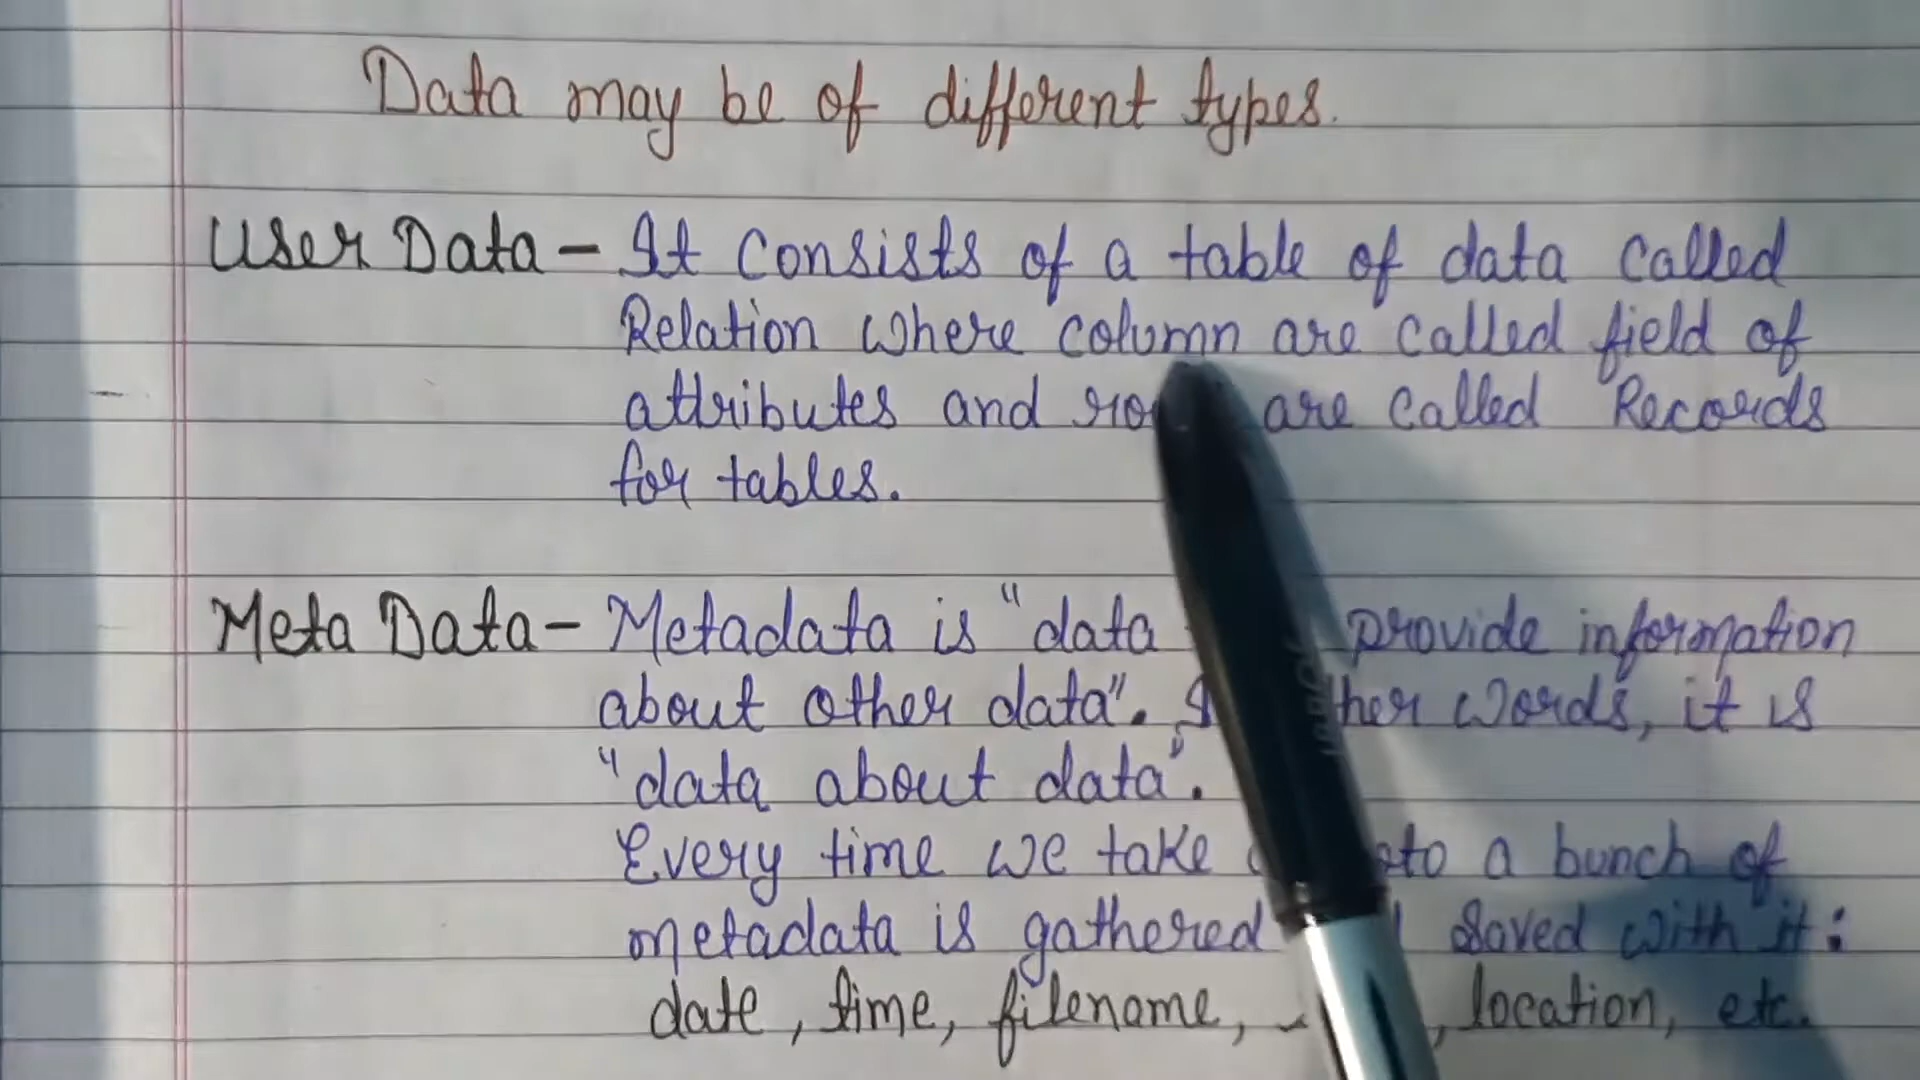 Data may be of different types.
User Data - It consists of a table of data called
Relation where column are called field of
attributes and are called Records
for tables.
Meta Data - Metadata is "data provide information
about other data". words, it is
"data about data".
Every time we take a bunch of
metadata is gathered saved with it:
date, time, filename, , location, etc.